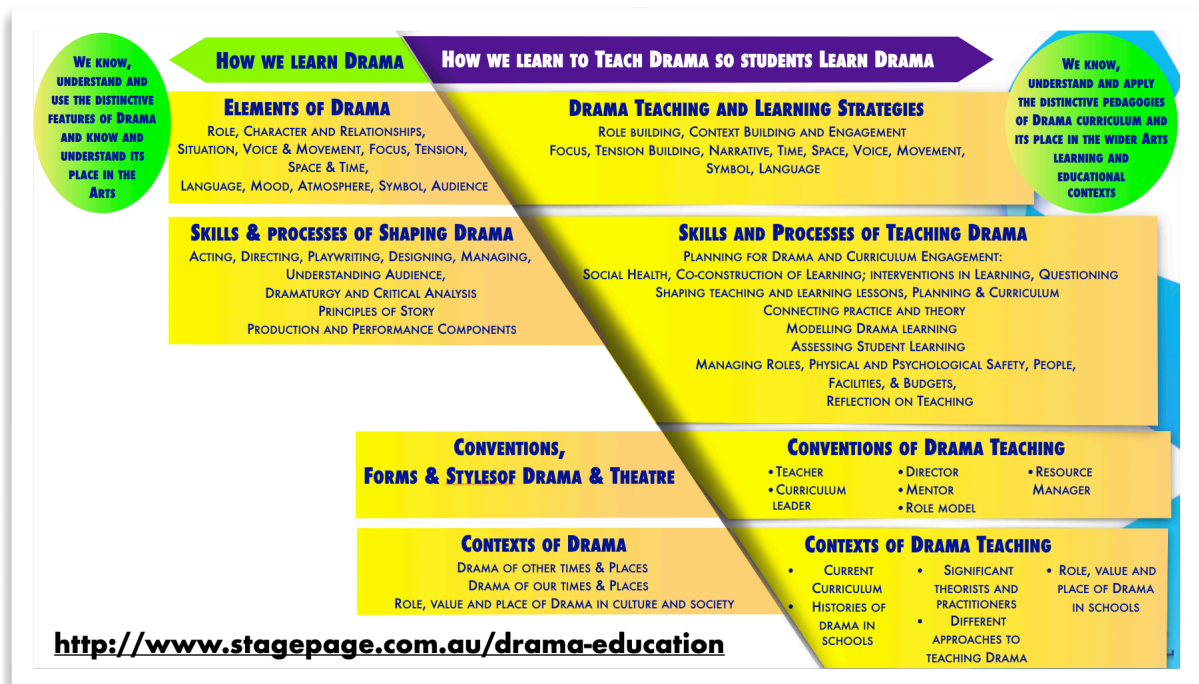 We know,
understand and
use the distinctive
features of Drama
and know and
understand its
place in the
Arts
How we learn Drama
How we learn to Teach Drama so students Learn Drama
We know,
understand and apply
the distinctive pedagogies
of Drama curriculum and
its place in the wider Arts
learning and
educational
contexts
Elements of Drama
Role, Character and Relationships,
Situation, Voice & Movement, Focus, Tension,
Space & Time,
Language, Mood, Atmosphere, Symbol, Audience
Drama Teaching and Learning Strategies
Role building, Context Building and Engagement
Focus, Tension Building, Narrative, Time, Space, Voice, Movement,
Symbol, Language
Skills & processes of Shaping Drama
Acting, Directing, Playwriting, Designing, Managing,
Understanding Audience,
Dramaturgy and Critical Analysis
Principles of Story
Production and Performance Components
Skills and Processes of Teaching Drama
Planning for Drama and Curriculum Engagement:
Social Health, Co-construction of Learning; interventions in Learning, Questioning
Shaping teaching and learning lessons, Planning & Curriculum
Connecting practice and theory
Modelling Drama learning
Assessing Student Learning
Managing Roles, Physical and Psychological Safety, People,
Facilities, & Budgets,
Reflection on Teaching
Conventions,
Forms & Stylesof Drama & Theatre
Conventions of Drama Teaching
• Teacher
• Curriculum
leader
• Director
• Mentor
• Role model
• Resource
Manager
Contexts of Drama
Drama of other times & Places
Drama of our times & Places
Role, value and place of Drama in culture and society
Contexts of Drama Teaching
• Current
Curriculum
• Histories of
drama in
schools
• Significant
theorists and
practitioners
• Different
approaches to
teaching Drama
• Role, value and
place of Drama
in schools
http://www.stagepage.com.au/drama-education